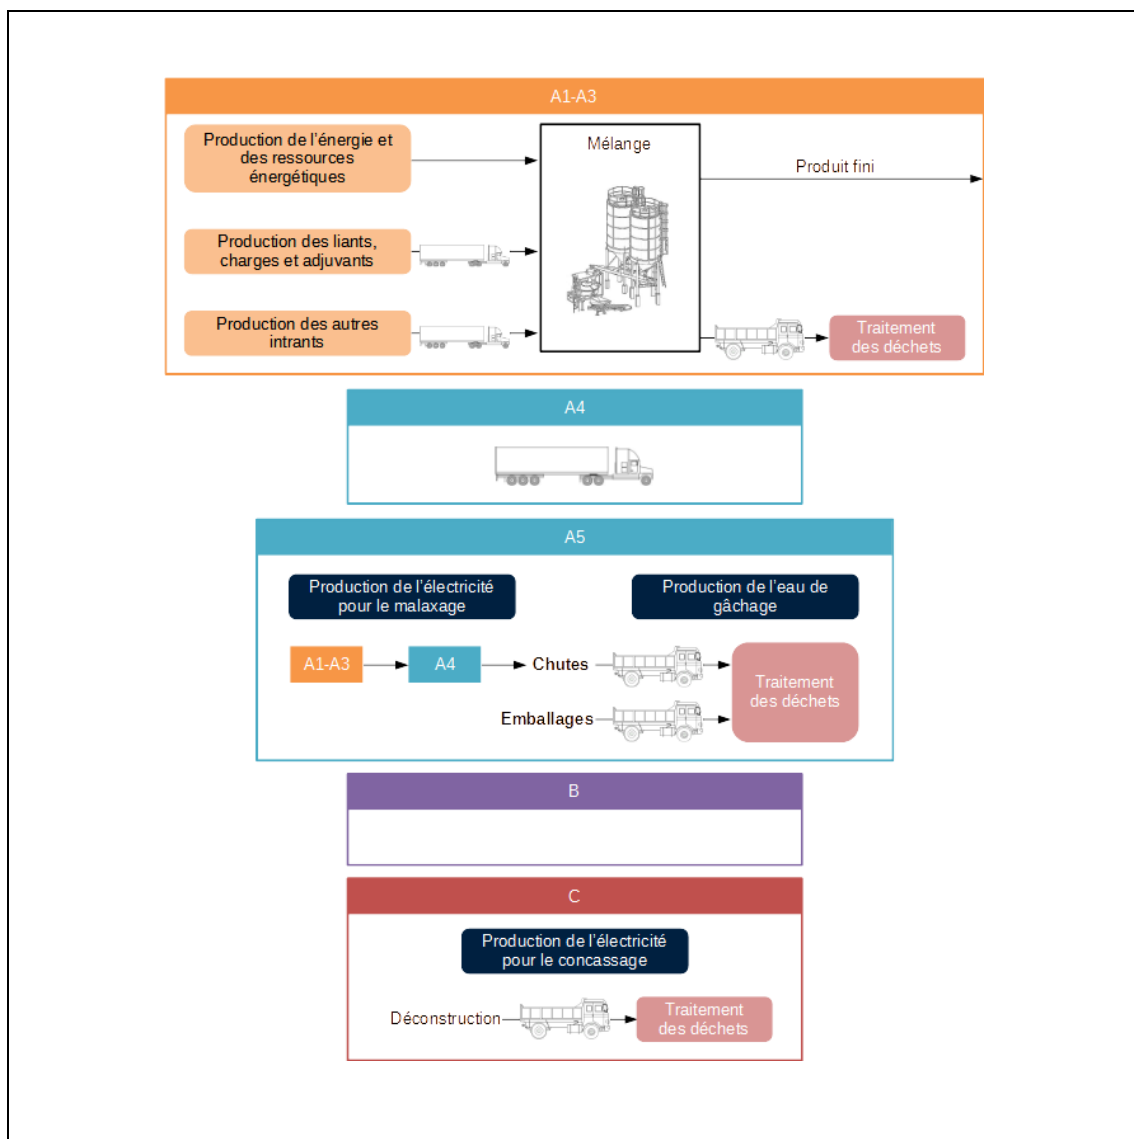 A1-A3
Production de l'énergie et
des ressources
énergétiques
Mélange
Produit fini
Production des liants,
charges et adjuvants
Production des autres
intrants
Traitement
des déchets
A4
A5
Production de l'électricité
pour le malaxage
Production de l'eau de
gâchage
A1-A3
A4
Chutes
Emballages
Traitement
des déchets
B
C
Production de l'électricité
pour le concassage
Déconstruction
Traitement
des déchets